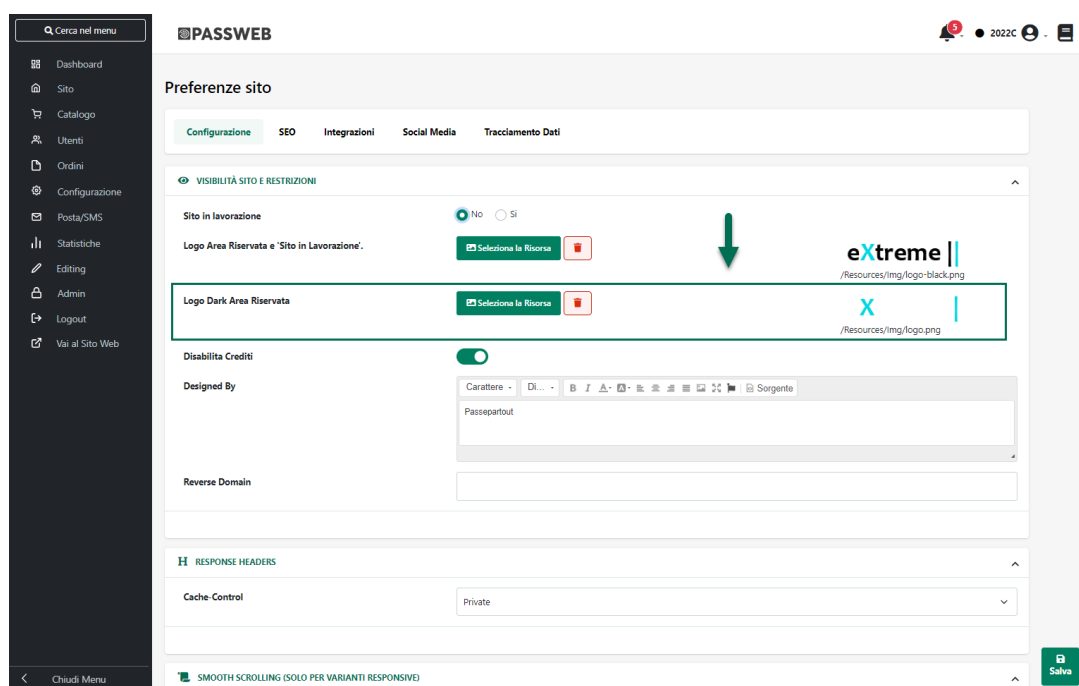 Cerca nel menu
PASSWEB
5
2022C
Dashboard
Sito
Catalogo
Utenti
Ordini
Configurazione
Posta/SMS
Statistiche
Editing
Admin
Logout
Vai al Sito Web
Chiudi Menu
Preferenze sito
Configurazione SEO Integrazioni Social Media Tracciamento Dati
VISIBILITÀ SITO E RESTRIZIONI
Sito in lavorazione No Si
Logo Area Riservata e 'Sito in Lavorazione'. Seleziona la Risorsa eXtreme ||
/Resources/Img/logo-black.png
Logo Dark Area Riservata Seleziona la Risorsa X |
/Resources/Img/logo.png
Disabilita Crediti
Designed By Carattere Di... B I A A Sorgente
Passepartout
Reverse Domain
H RESPONSE HEADERS
Cache-Control Private
SMOOTH SCROLLING (SOLO PER VARIANTI RESPONSIVE)
Salva